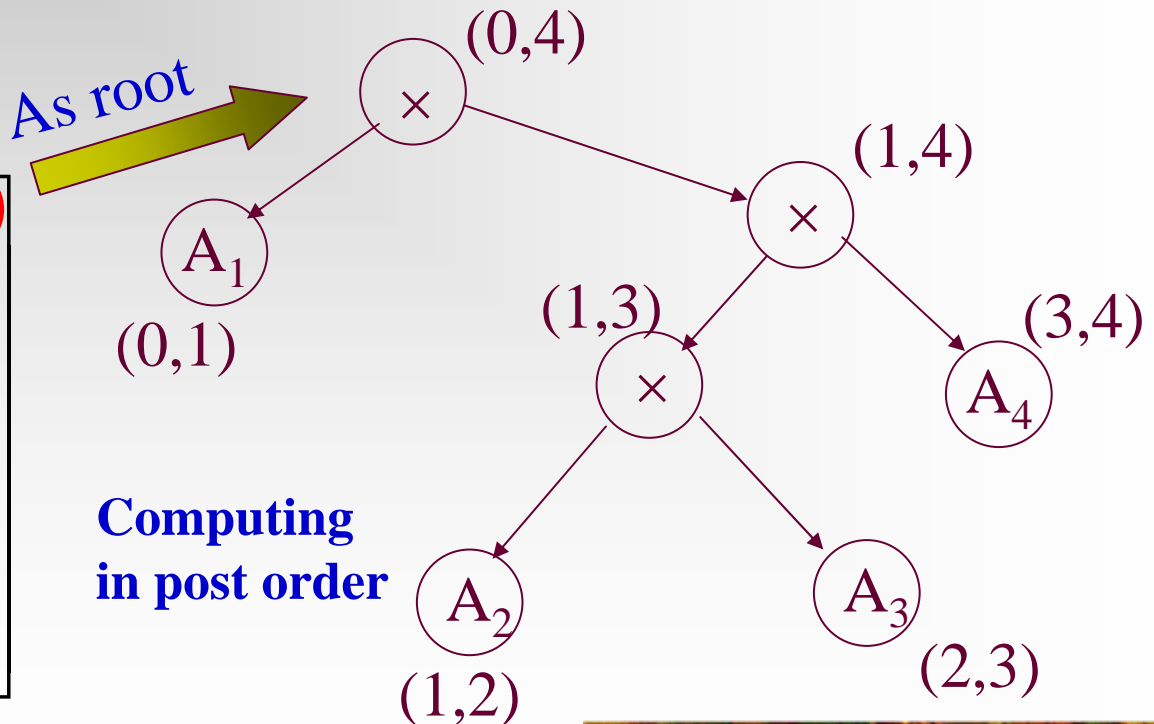 (0,4)
As root
×
(1,4)
×
A₁
(0,1)
(1,3)
(3,4)
×
A₄
Computing
in post order
A₂
A₃
(1,2)
(2,3)